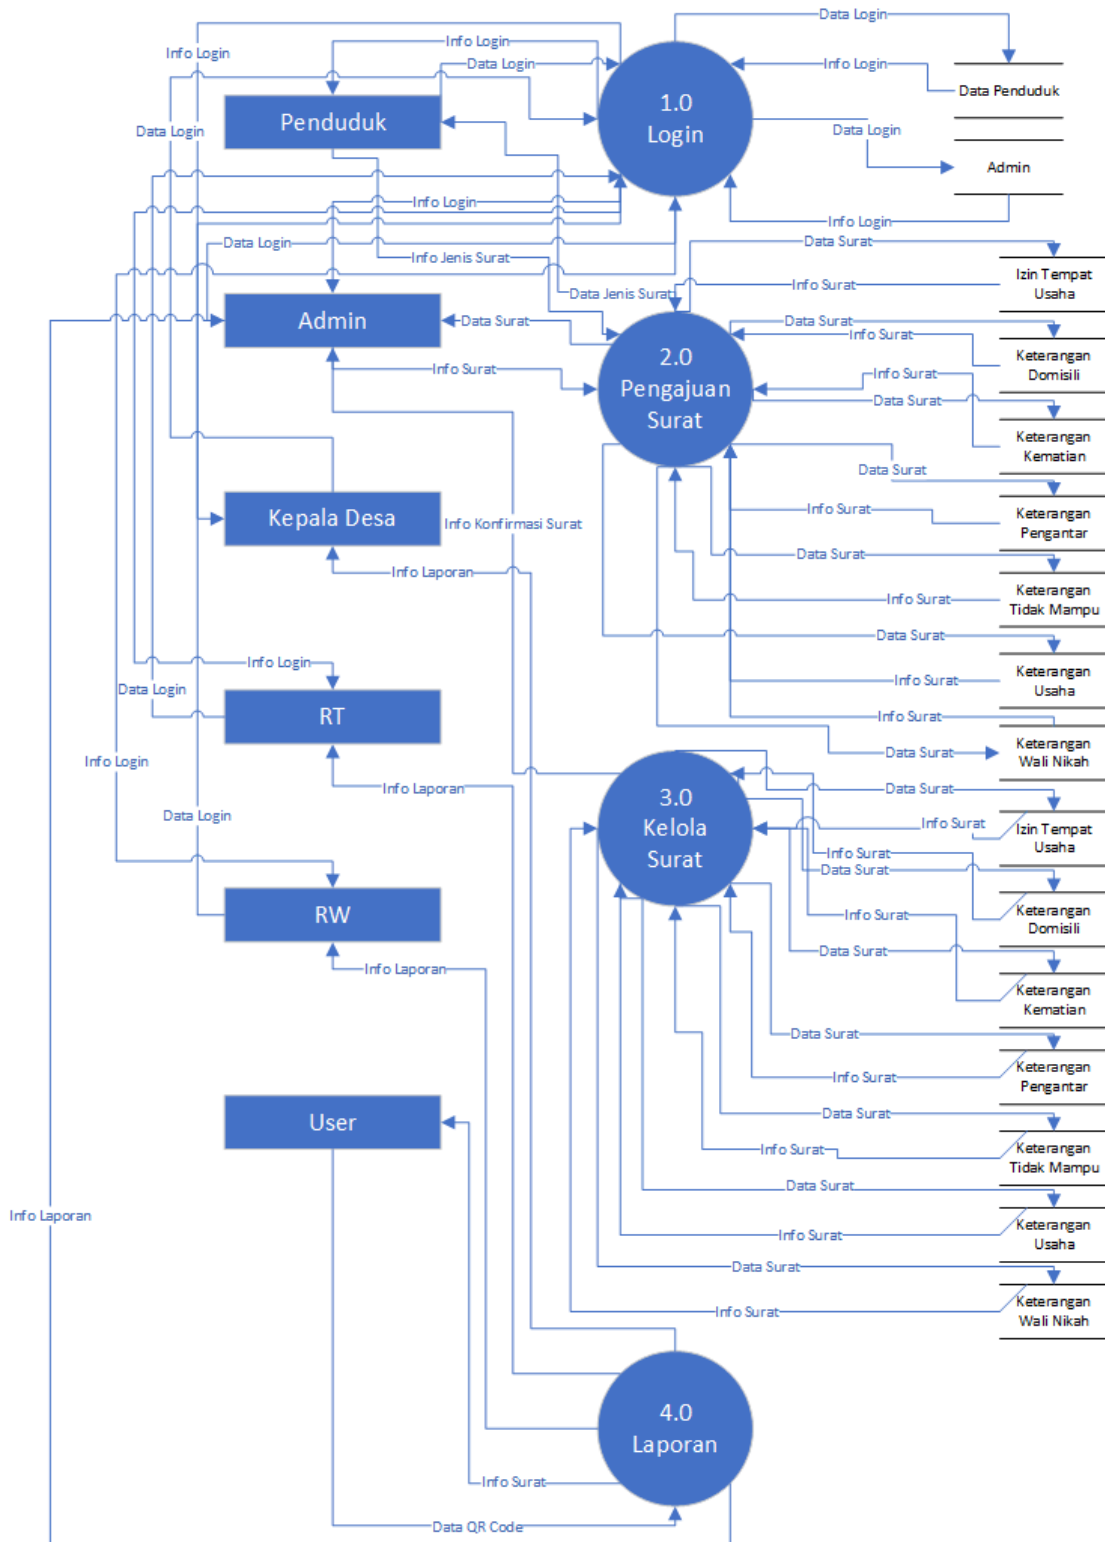 Data Login
Info Login
Info Login
Info Login
Data Login
Info Login
Data Penduduk
1.0
Login
Penduduk
Data Login
Data Login
Admin
Info Login
Info Login
Data Login
Data Surat
Info Jenis Surat
Izin Tempat
Usaha
Info Surat
Data Jenis Surat
Admin
Data Surat
Data Surat
Info Surat
2.0
Pengajuan
Surat
Keterangan
Domisili
Info Surat
Info Surat
Data Surat
Keterangan
Kematian
Data Surat
Kepala Desa
Info Konfirmasi Surat
Info Surat
Keterangan
Pengantar
Data Surat
Info Laporan
Keterangan
Tidak Mampu
Info Surat
Data Surat
Info Login
Info Surat
Keterangan
Usaha
Data Login
RT
Info Surat
Data Surat
Keterangan
Wali Nikah
Info Login
Info Laporan
Data Surat
3.0
Kelola
Surat
Data Login
Info Surat
Izin Tempat
Usaha
Info Surat
Data Surat
RW
Info Surat
Keterangan
Domisili
Data Surat
Info Laporan
Keterangan
Kematian
Data Surat
Keterangan
Pengantar
Info Surat
User
Data Surat
Info Surat
Keterangan
Tidak Mampu
Data Surat
Info Laporan
Info Surat
Keterangan
Usaha
Data Surat
Info Surat
Keterangan
Wali Nikah
4.0
Laporan
Info Surat
Data QR Code